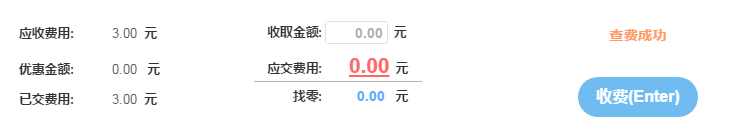 应收费用: 3.00 元 收取金额: 0.00 元 查费成功
优惠金额: 0.00 元 应交费用: 0.00 元
已交费用: 3.00 元 找零: 0.00 元 收费(Enter)